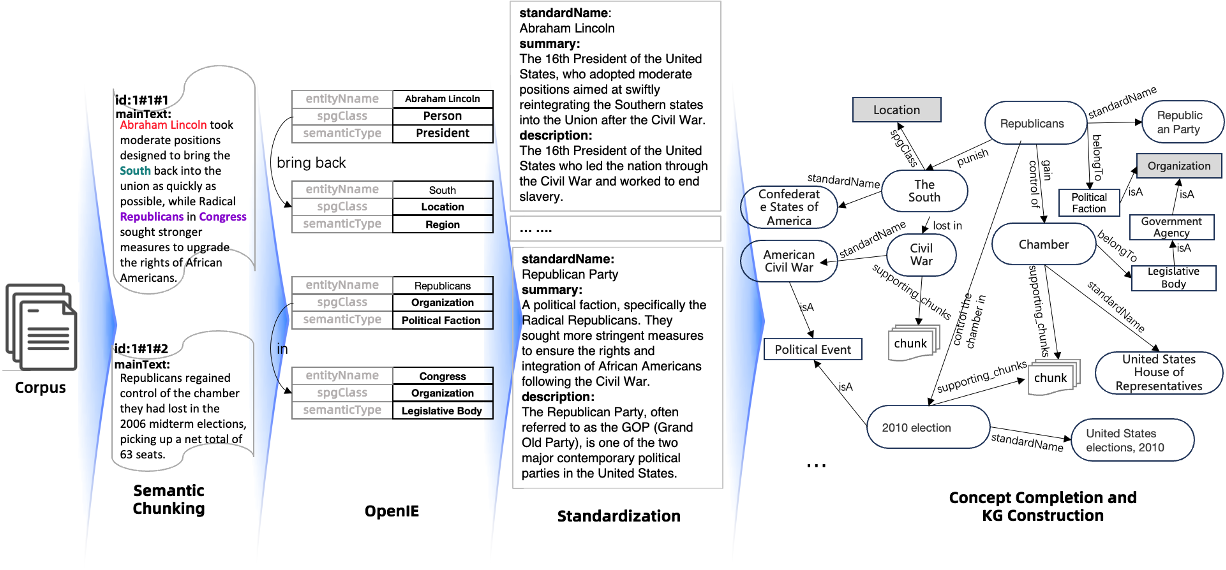 Corpus
id:1#1#1
mainText:
Abraham Lincoln took
moderate positions
designed to bring the
South back into the
union as quickly as
possible, while Radical
Republicans in Congress
sought stronger
measures to upgrade
the rights of African
Americans.
id:1#1#2
mainText:
Republicans regained
control of the chamber
they had lost in the
2006 midterm elections,
picking up a net total of
63 seats.
Semantic
Chunking
entityNname Abraham Lincoln
spgClass Person
semanticType President
bring back
entityNname South
spgClass Location
semanticType Region
entityNname Republicans
spgClass Organization
semanticType Political Faction
in
entityNname Congress
spgClass Organization
semanticType Legislative Body
OpenIE
standardName:
Abraham Lincoln
summary:
The 16th President of the United
States, who adopted moderate
positions aimed at swiftly
reintegrating the Southern states
into the Union after the Civil War.
description:
The 16th President of the United
States who led the nation through
the Civil War and worked to end
slavery.
... ....
standardName:
Republican Party
summary:
A political faction, specifically the
Radical Republicans. They
sought more stringent measures
to ensure the rights and
integration of African Americans
following the Civil War.
description:
The Republican Party, often
referred to as the GOP (Grand
Old Party), is one of the two
major contemporary political
parties in the United States.
Standardization
Location
Republicans
standardName
Republic
an Party
spgClass
punish
gain
control of
belongTo
Organization
isA
Political
Faction
isA
Government
Agency
isA
Legislative
Body
belongTo
The
South
standardName
Confederat
e States of
America
lost in
Civil
War
standardName
American
Civil War
supporting_chunks
chunk
isA
Political Event
Chamber
supporting_chunks
chunk
standardName
United States
House of
Representatives
control the
chamber in
supporting_chunks
isA
2010 election
standardName
United States
elections, 2010
...
Concept Completion and
KG Construction